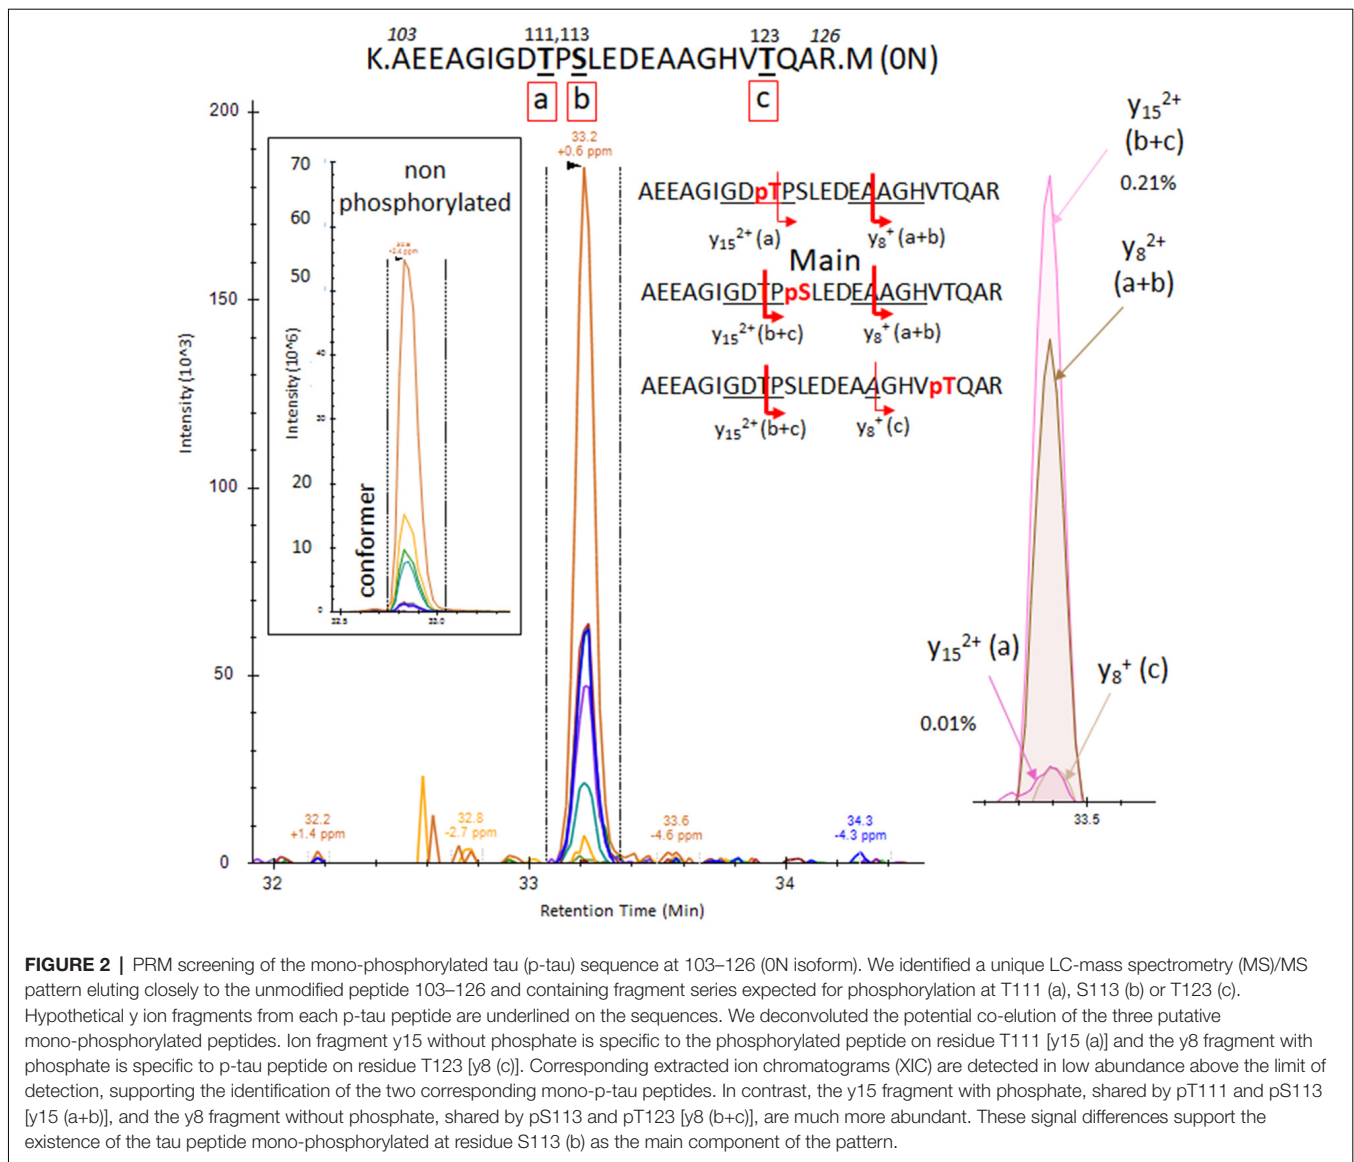 103 111,113 123 126
K.AEEAGIGDTPSLEDEAAGHVTQAR.M (0N)
a b c
200
150
100
50
0
Intensity (10^3)
32 33 34
Retention Time (Min)
non
phosphorylated
70
60
50
40
30
20
10
0
Intensity (10^6)
conformer
33.2
+0.6 ppm
32.2
+1.4 ppm
32.8
-2.7 ppm
33.6
-4.6 ppm
34.3
-4.3 ppm
AEEAGIGDpTPSLEDEAAGHVTQAR
y15 2+ (a) y8+ (a+b)
Main
AEEAGIGDTPpSLEDEAAGHVTQAR
y15 2+ (b+c) y8+ (a+b)
AEEAGIGDTPSLEDEAAGHVpTQAR
y15 2+ (b+c) y8+ (c)
y15 2+
(b+c)
0.21%
y8 2+
(a+b)
y15 2+ (a)
y8+ (c)
0.01%
33.5
FIGURE 2 | PRM screening of the mono-phosphorylated tau (p-tau) sequence at 103–126 (0N isoform). We identified a unique LC-mass spectrometry (MS)/MS
pattern eluting closely to the unmodified peptide 103–126 and containing fragment series expected for phosphorylation at T111 (a), S113 (b) or T123 (c).
Hypothetical y ion fragments from each p-tau peptide are underlined on the sequences. We deconvoluted the potential co-elution of the three putative
mono-phosphorylated peptides. Ion fragment y15 without phosphate is specific to the phosphorylated peptide on residue T111 [y15 (a)] and the y8 fragment with
phosphate is specific to p-tau peptide on residue T123 [y8 (c)]. Corresponding extracted ion chromatograms (XIC) are detected in low abundance above the limit of
detection, supporting the identification of the two corresponding mono-p-tau peptides. In contrast, the y15 fragment with phosphate, shared by pT111 and pS113
[y15 (a+b)], and the y8 fragment without phosphate, shared by pS113 and pT123 [y8 (b+c)], are much more abundant. These signal differences support the
existence of the tau peptide mono-phosphorylated at residue S113 (b) as the main component of the pattern.